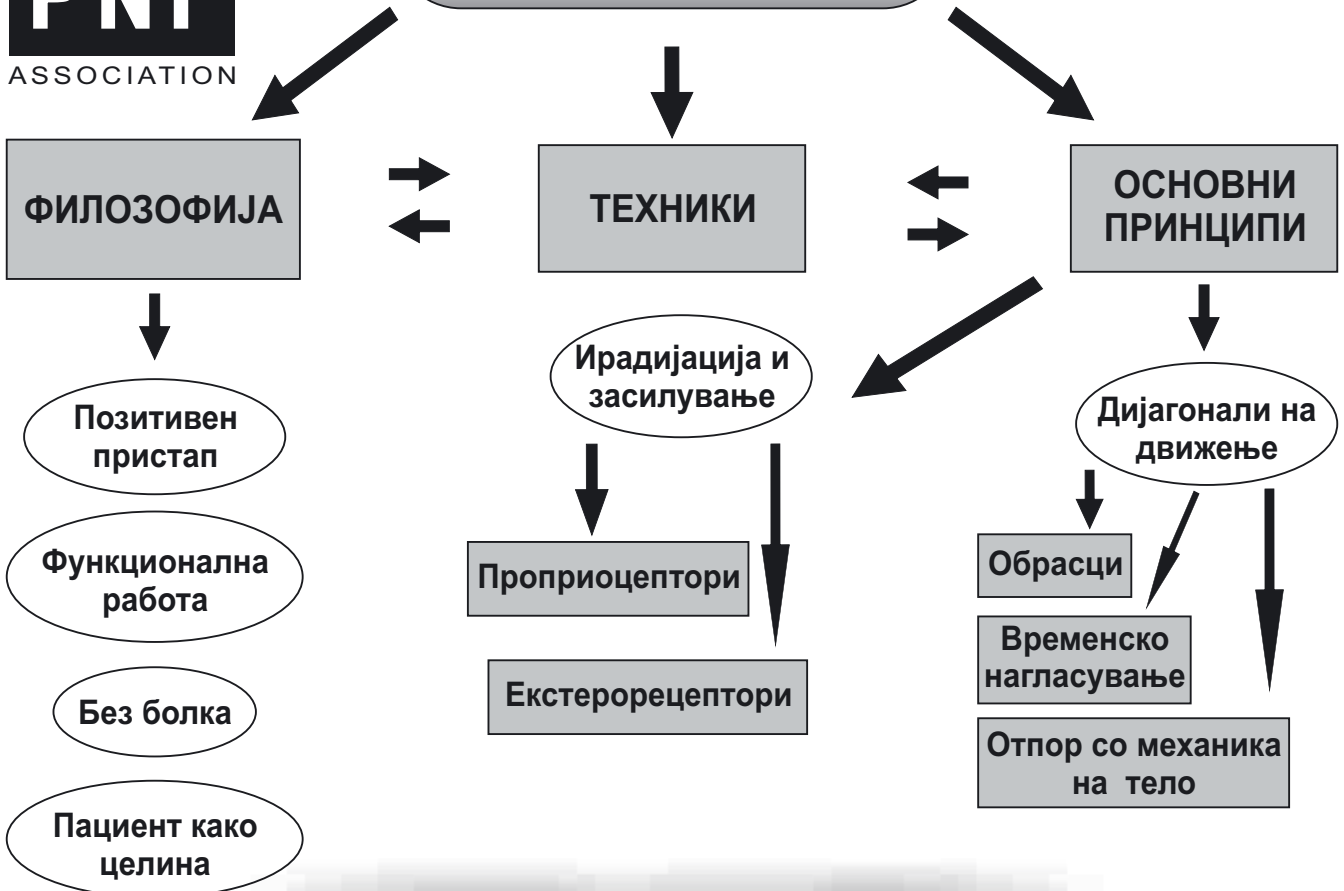 ASSOCIATION
ФИЛОЗОФИЈА
ТЕХНИКИ
ОСНОВНИ
ПРИНЦИПИ
Позитивен
пристап
Функционална
работа
Без болка
Пациент како
целина
Ирадијација и
засилување
Проприоцептори
Екстерорецептори
Дијагонали на
движење
Обрасци
Временско
нагласување
Отпор со механика
на тело